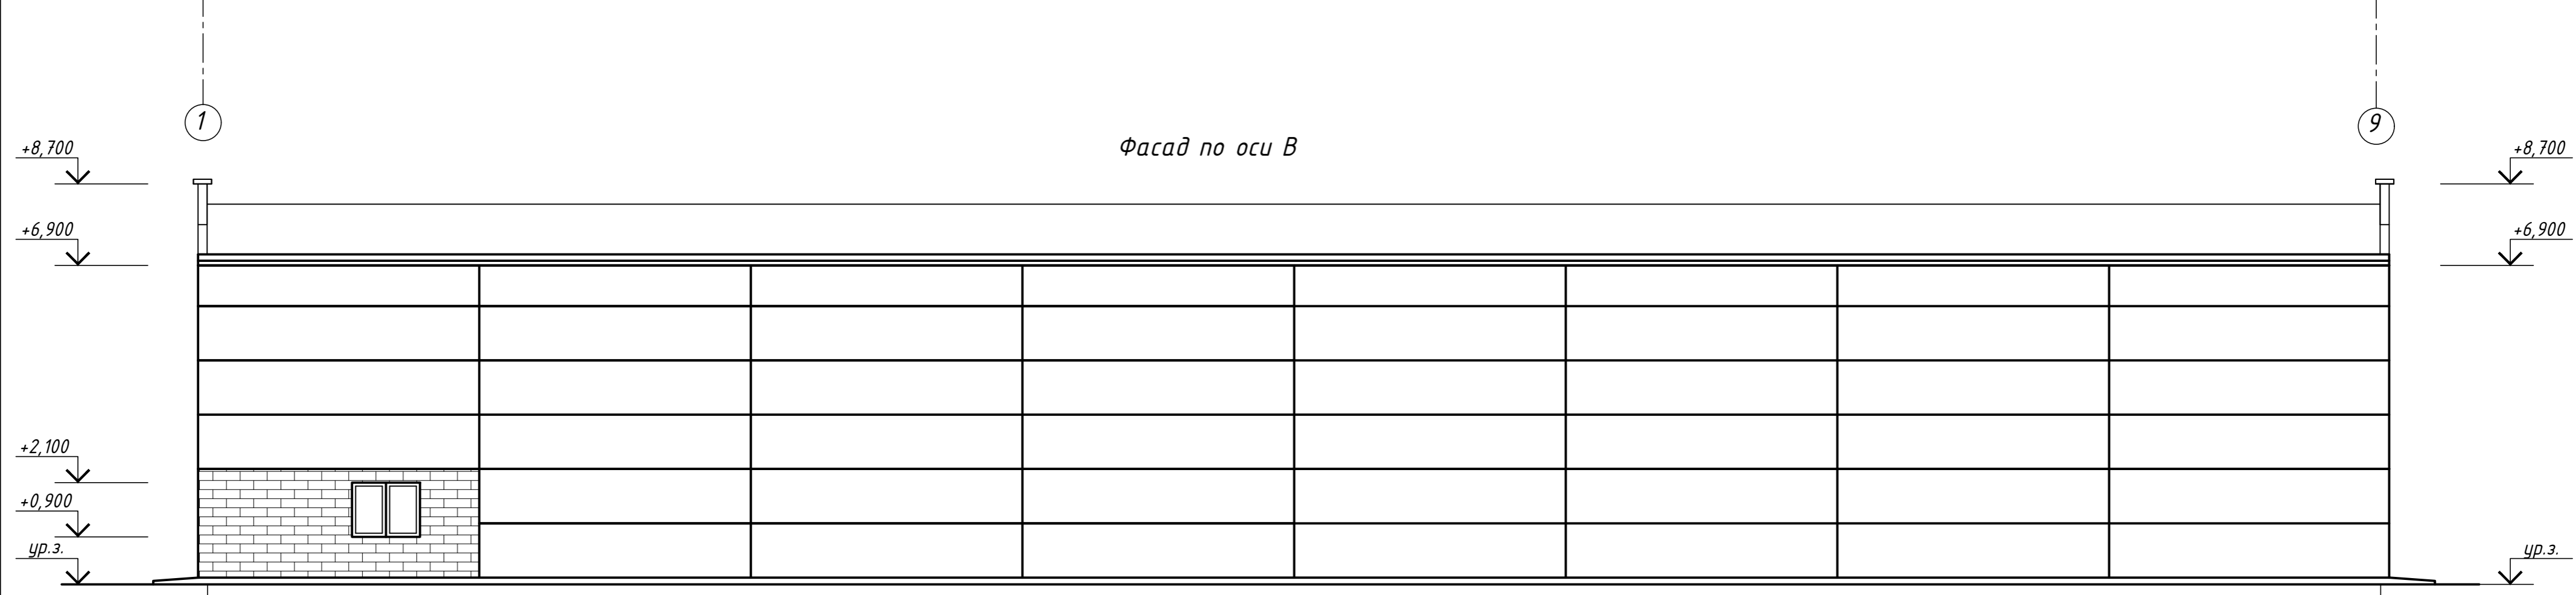 1
9
Фасад по оси В
+8,700
+8,700
+6,900
+6,900
+2,100
+0,900
ур.з.
ур.з.